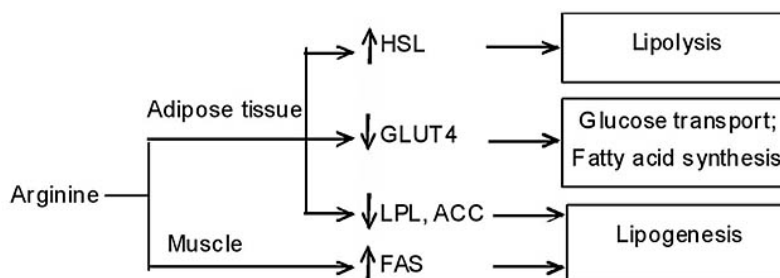 HSL
Lipolysis
Adipose tissue
GLUT4
Glucose transport;
Fatty acid synthesis
Arginine
LPL, ACC
Lipogenesis
Muscle
FAS